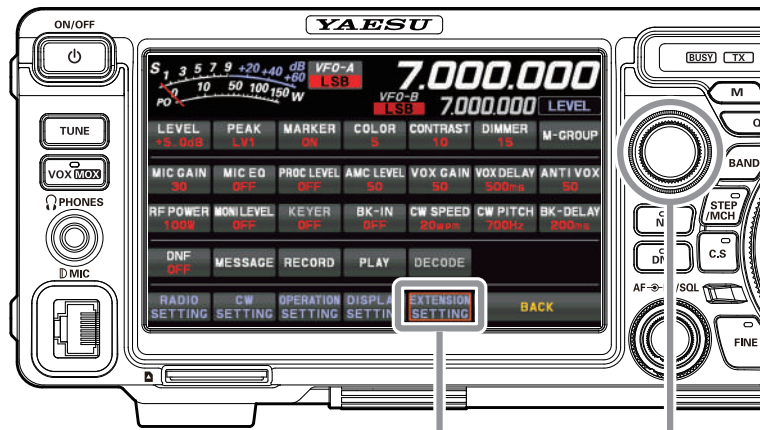 ON/OFF
YAESU
S 1 3 5 7 9 +20 +40 +60 dB
PO 0 10 50 100 150 W
VFO-A
LSB
7.000.000
VFO-B
LSB
7.000.000
LEVEL
BUSY TX
M
TUNE
LEVEL PEAK MARKER COLOR CONTRAST DIMMER M-GROUP
+5.0dB LV1 ON 5 10 15
BAND
VOX MOX
MIC GAIN MIC EQ PROC LEVEL AMC LEVEL VOX GAIN VOX DELAY ANTI VOX
30 OFF OFF 50 50 500ms 50
PHONES
RF POWER MONI LEVEL KEYER BK-IN CW SPEED CW PITCH BK-DELAY
100W OFF OFF OFF 20wpm 700Hz 200ms
STEP
/MCH
DNF MESSAGE RECORD PLAY DECODE
OFF
C.S
MIC
RADIO SETTING
CW SETTING
OPERATION SETTING
EXTENSION SETTING
BACK
/SQL
FINE